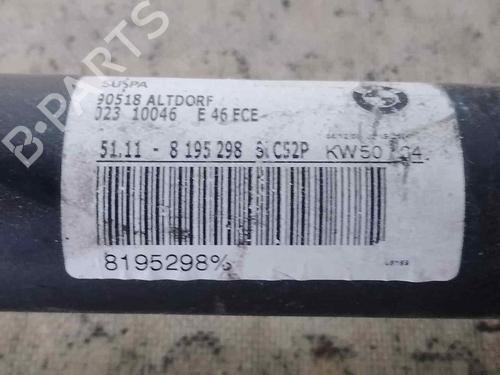 B-PARTS
SUSPA
90518 ALTDORF
023 10046 E 46 ECE
51.11 - 8 195 298 C52P KW50
8195298%